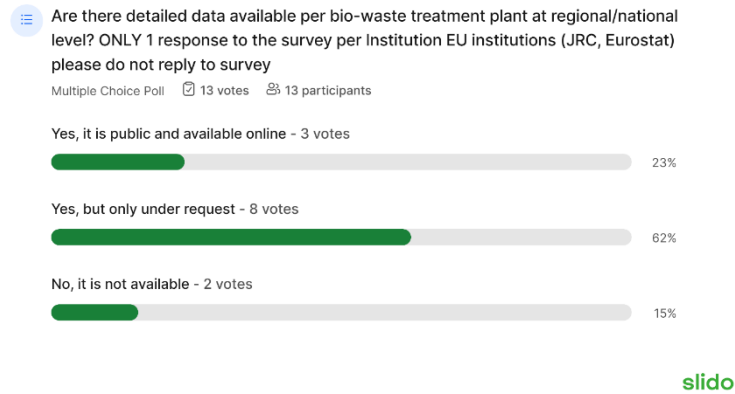 Are there detailed data available per bio-waste treatment plant at regional/national
level? ONLY 1 response to the survey per Institution EU institutions (JRC, Eurostat)
please do not reply to survey
Multiple Choice Poll 13 votes 13 participants
Yes, it is public and available online - 3 votes
23%
Yes, but only under request - 8 votes
62%
No, it is not available - 2 votes
15%
slido